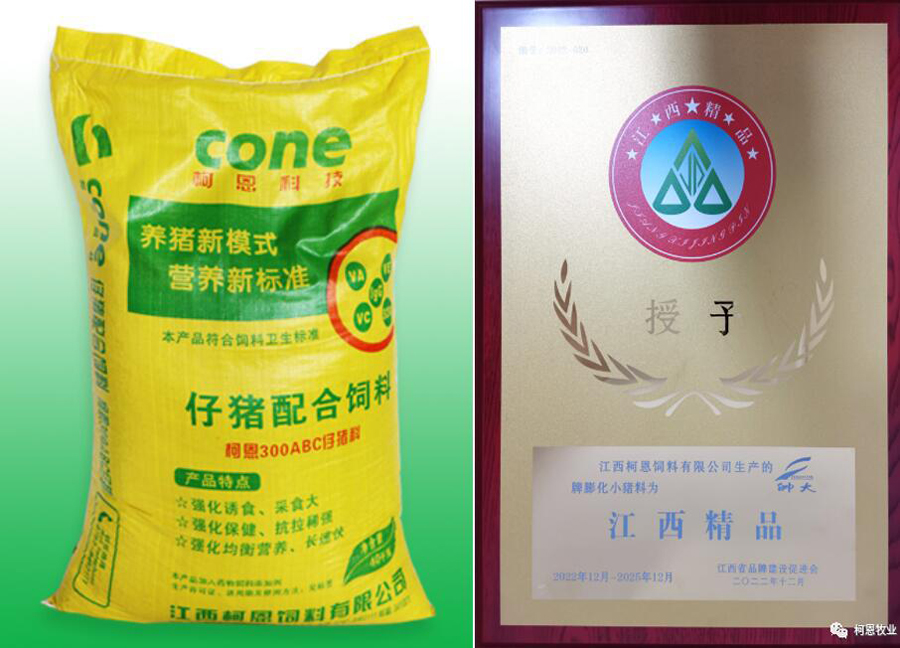 cone
柯恩科技
养猪新模式
营养新标准
VA
VE
IgG
VC
本产品符合饲料卫生标准
仔猪配合饲料
柯恩300ABC仔猪料
产品特点
☆强化诱食、采食大
☆强化保健、抗拉稀强
☆强化均衡营养、长速快
江西柯恩饲料有限公司
cone
江西★精品
JIANGXIJINGPIN
授予
江西柯恩饲料有限公司生产的
牌膨化小猪料为
江西精品
2022年12月-2025年12月
江西省品牌建设促进会
二〇二二年十二月
柯恩牧业